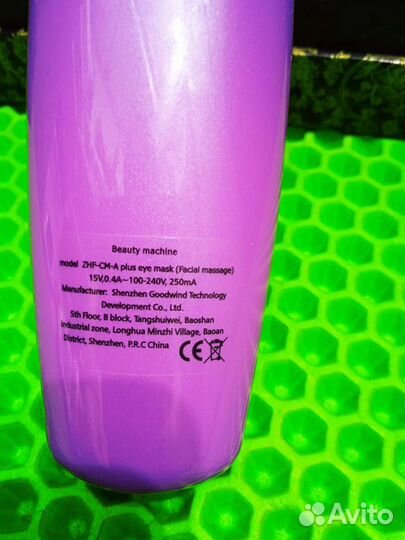 Beauty machine
model ZHF-CM-A plus eye mask (Facial massage)
15V,0.4A~100-240V, 250mA
Manufacturer: Shenzhen Goodwind Technology
Development Co., Ltd.
5th Floor, B block, Tangshuiwei, Baoshan
industrial zone, Longhua Minzhi Village, Baoan
District, Shenzhen, P.R.C China
CE
Avito